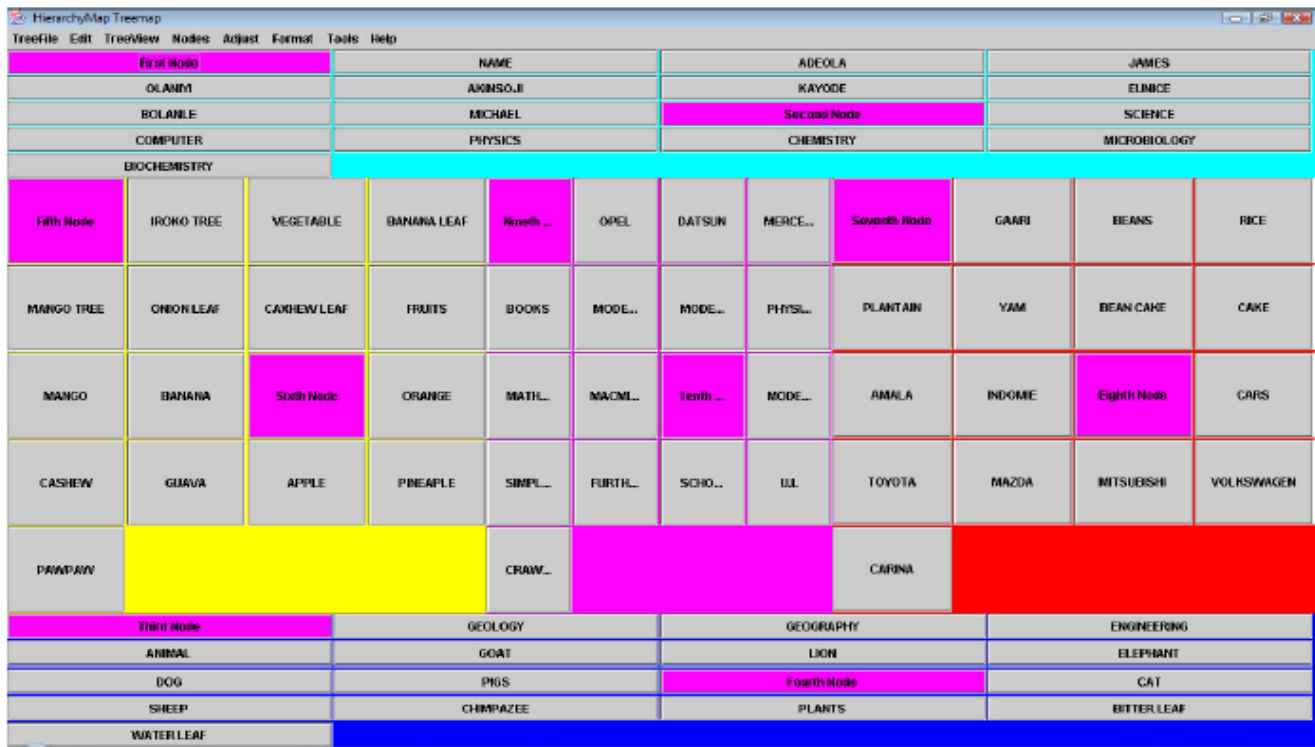 HierarchyMap Treemap
TreeFile Edit TreeView Nodes Adjust Format Tools Help
First Node NAME ADEOLA JAMES
OLANIYI AKINSOJI KAYODE EUNICE
BOLANLE MICHAEL Second Node SCIENCE
COMPUTER PHYSICS CHEMISTRY MICROBIOLOGY
BIOCHEMISTRY
Fifth Node IROKO TREE VEGETABLE BANANA LEAF Nineth ... OPEL DATSUN MERCE... Seventh Node GAARI BEANS RICE
MANGO TREE ONION LEAF CAXHEW LEAF FRUITS BOOKS MODE... MODE... PHYSI... PLANTAIN YAM BEAN CAKE CAKE
MANGO BANANA Sixth Node ORANGE MATH... MACMI... Tenth ... MODE... AMALA INDOMIE Eighth Node CARS
CASHEW GUAVA APPLE PINEAPPLE SIMPL... FURTH... SCHO... U.I. TOYOTA MAZDA MITSUBISHI VOLKSWAGEN
PAWPAW CRAW... CARINA
Third Node GEOLOGY GEOGRAPHY ENGINEERING
ANIMAL GOAT LION ELEPHANT
DOG PIGS Fourth Node CAT
SHEEP CHIMPAZEE PLANTS BITTER LEAF
WATER LEAF